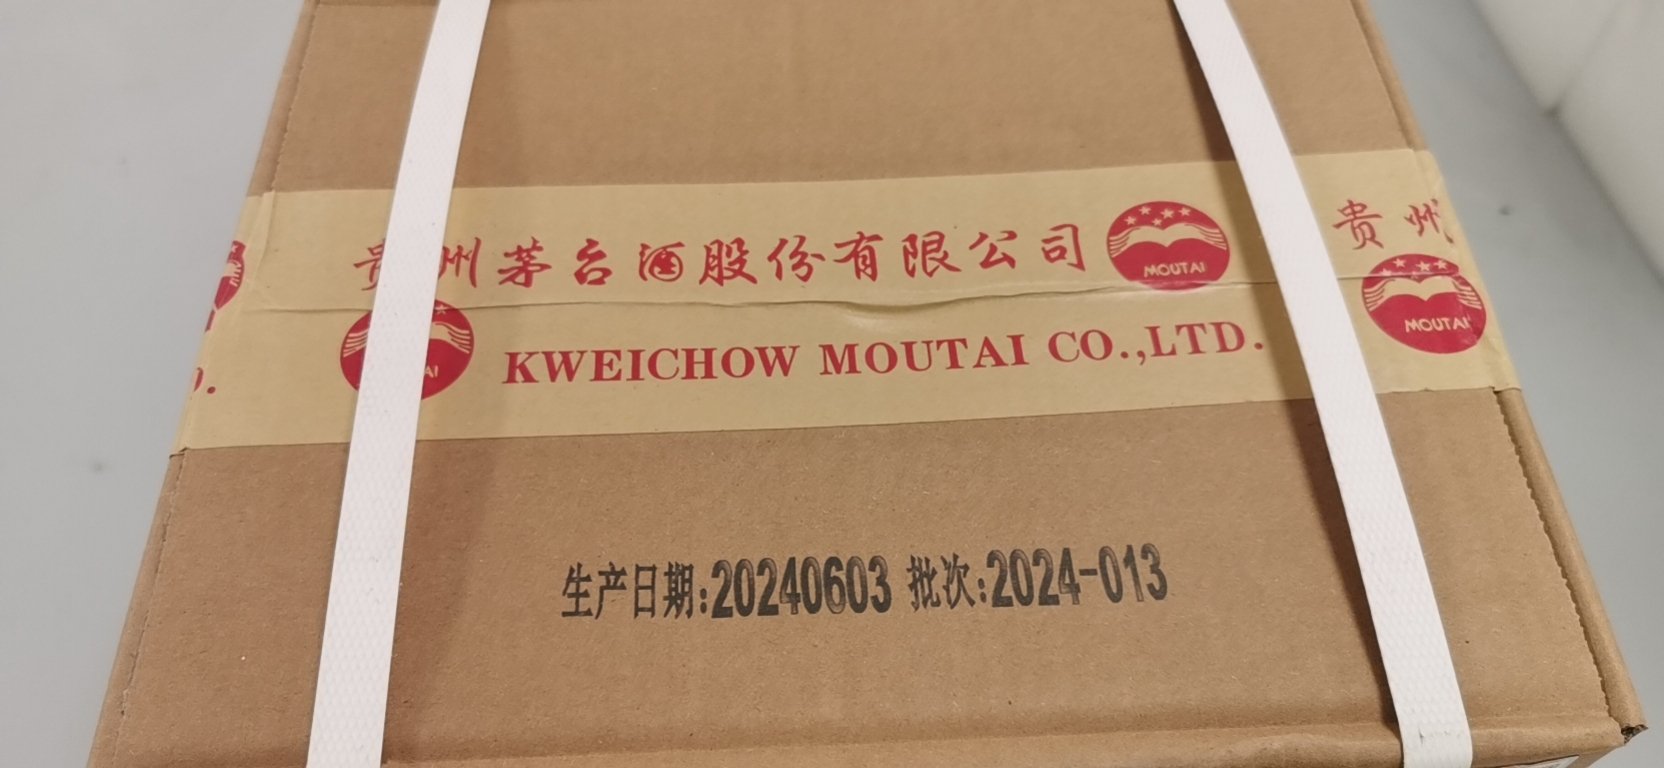 贵州茅台酒股份有限公司 MOUTAI 贵州
KWEICHOW MOUTAI CO.,LTD. MOUTAI
生产日期:20240603 批次:2024-013